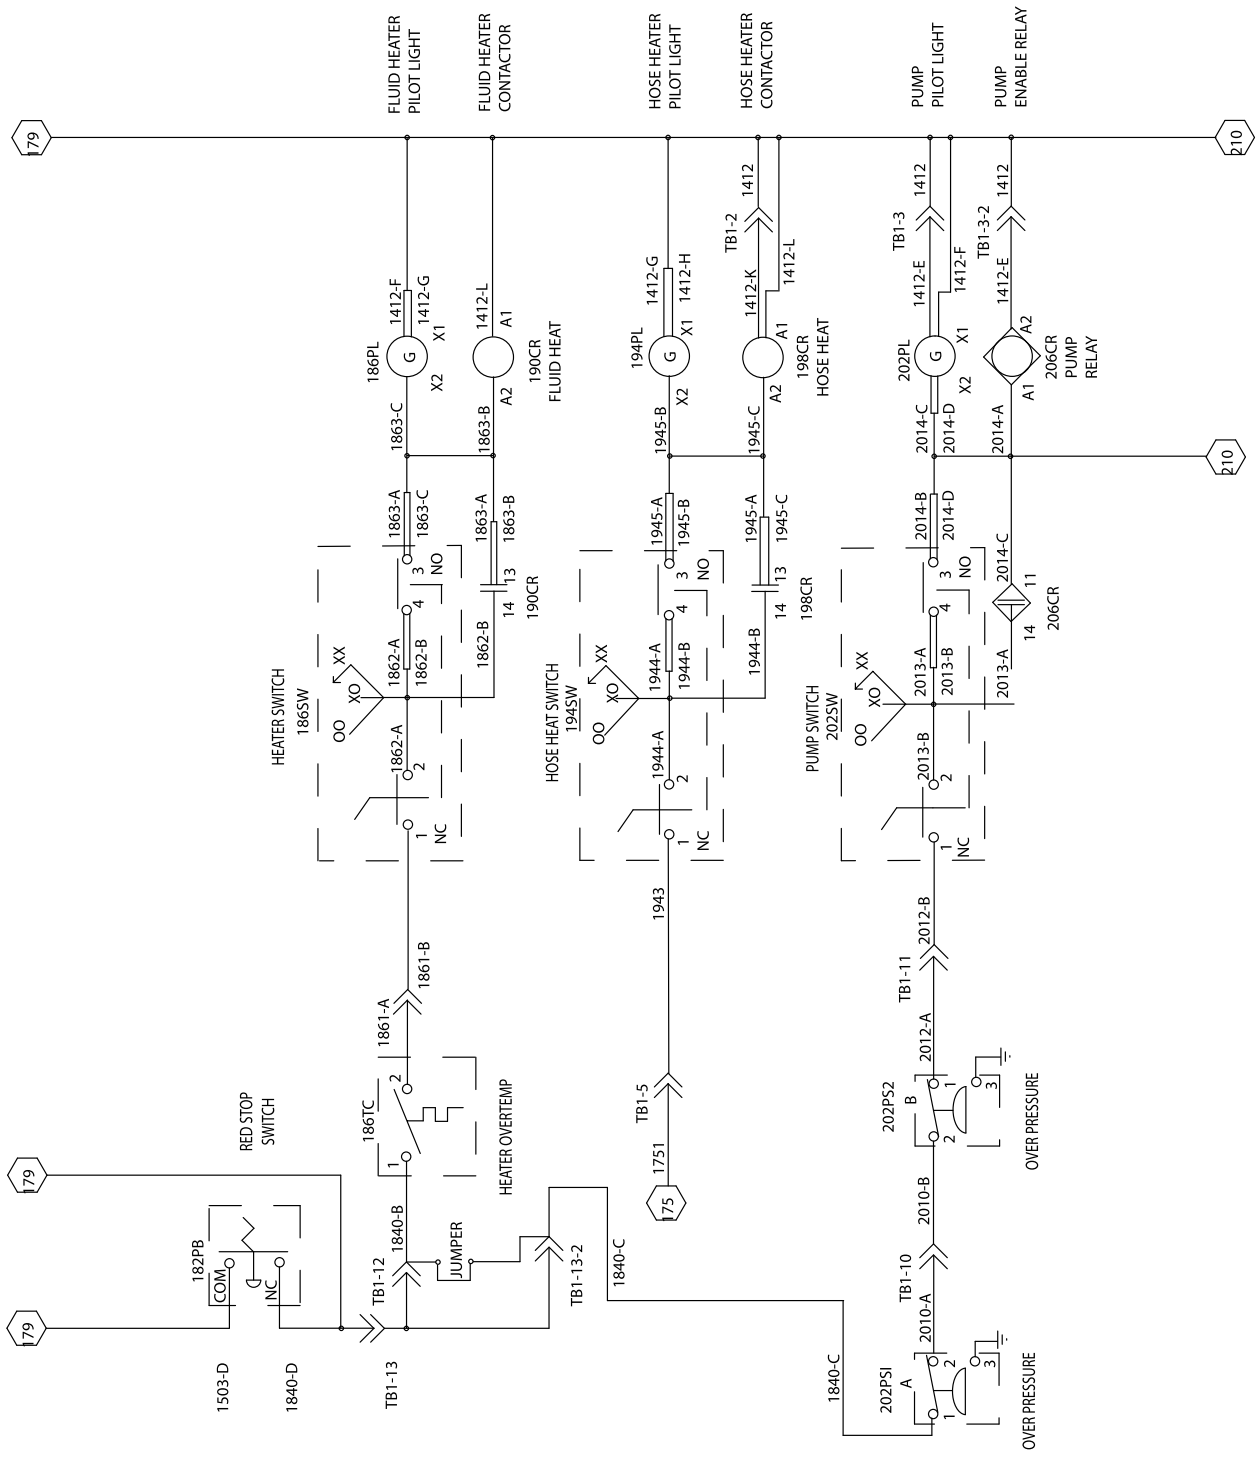 179
179
179
RED STOP
SWITCH
182PB
COM
NC
1503-D
1840-D
TB1-13
FLUID HEATER
PILOT LIGHT
FLUID HEATER
CONTACTOR
HEATER SWITCH
186SW
OO
XO
XX
TB1-12
1840-B
JUMPER
TB1-13-2
1840-C
186TC
1
2
HEATER OVERTEMP
1861-A
1861-B
1
NC
1862-A
2
1862-A
1862-B
4
3
NO
1863-A
1863-C
1863-C
186PL
G
X2
X1
1412-F
1412-G
1862-B
14
13
190CR
1863-A
1863-B
1863-B
A2
A1
190CR
FLUID HEAT
1412-L
HOSE HEATER
PILOT LIGHT
HOSE HEATER
CONTACTOR
HOSE HEAT SWITCH
194SW
OO
XO
XX
175
1751
TB1-5
1943
1
NC
1944-A
2
1944-A
1944-B
4
3
NO
1945-A
1945-B
1945-B
194PL
G
X2
X1
1412-G
1412-H
1944-B
14
13
198CR
1945-A
1945-C
1945-C
A2
A1
198CR
HOSE HEAT
1412-K
1412-L
TB1-2
1412
PUMP
PILOT LIGHT
PUMP
ENABLE RELAY
PUMP SWITCH
202SW
OO
XO
XX
1840-C
202PSI
A
1
2
3
OVER PRESSURE
2010-A
TB1-10
2010-B
202PS2
B
2
1
3
OVER PRESSURE
2012-A
TB1-11
2012-B
1
NC
2013-B
2
2013-A
2013-B
4
3
NO
2014-B
2014-D
2014-C
2014-D
202PL
G
X2
X1
1412-E
1412-F
TB1-3
1412
2013-A
14
11
206CR
2014-C
2014-A
A1
A2
206CR
PUMP
RELAY
1412-E
TB1-3-2
1412
210
210